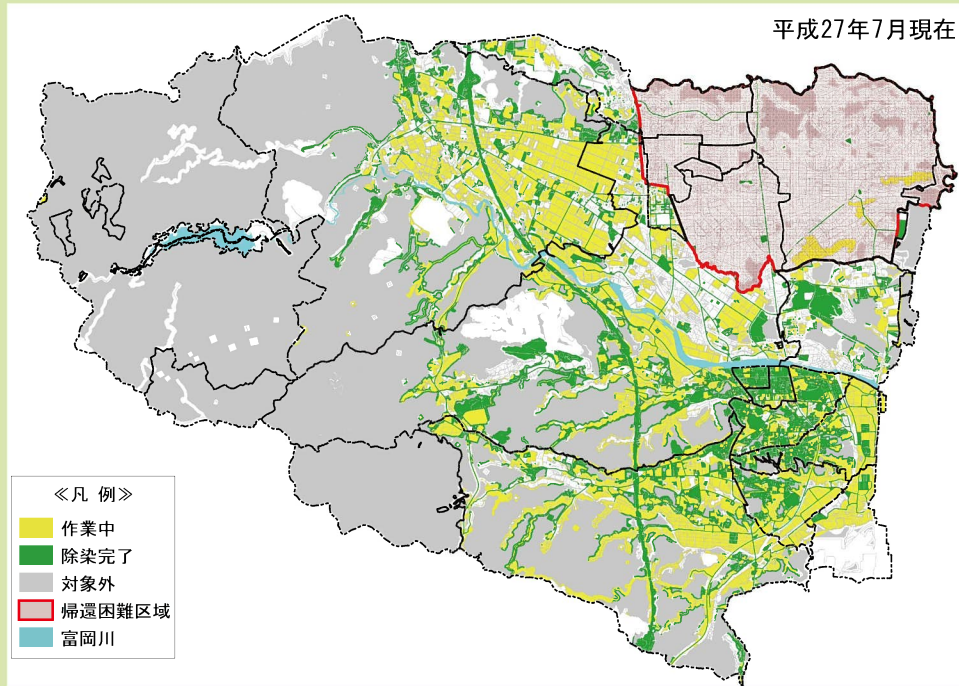 平成27年7月現在
≪凡 例≫
作業中
除染完了
対象外
帰還困難区域
富岡川